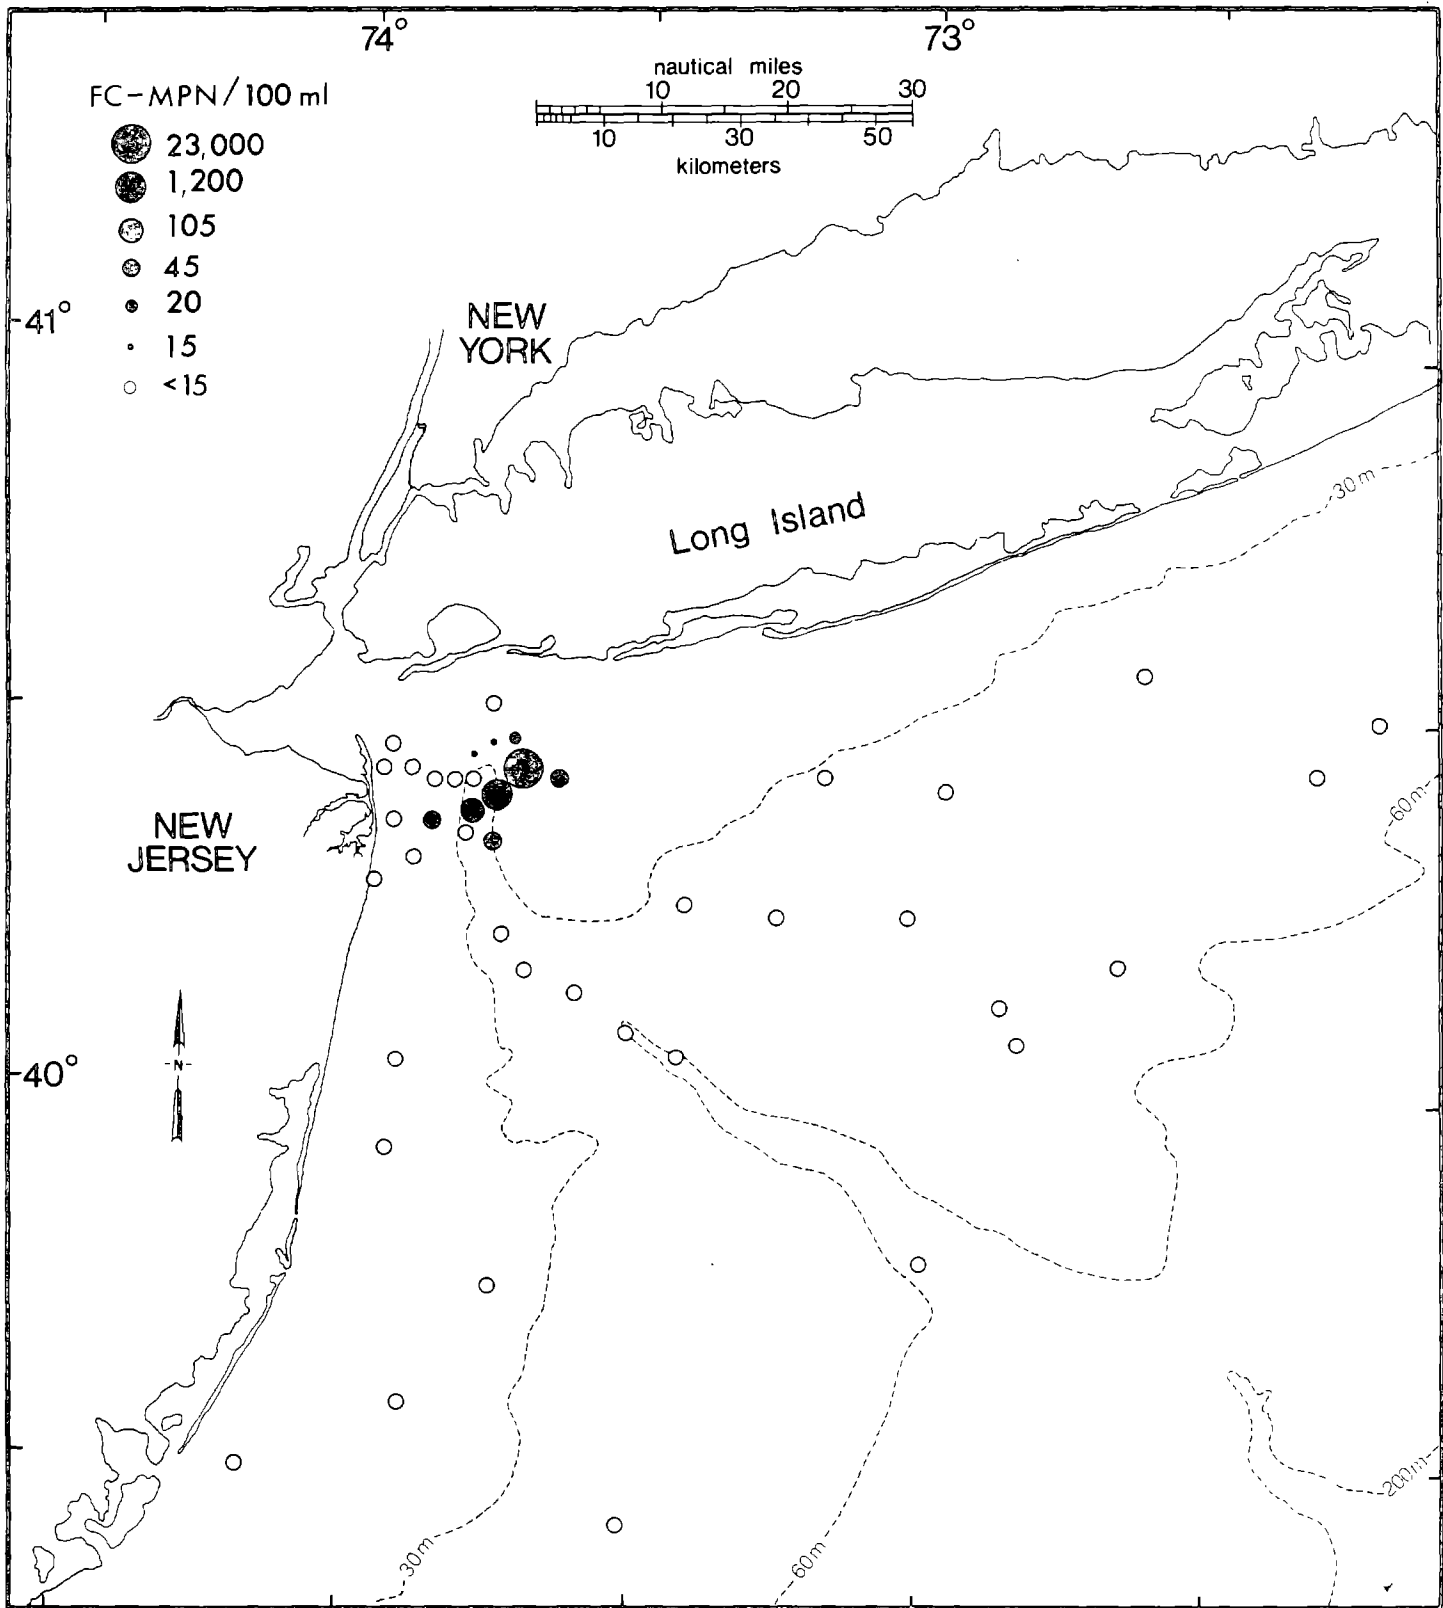 74°
73°
nautical miles
10 20 30
10 30 50
kilometers
FC-MPN/100 ml
23,000
1,200
105
45
20
15
<15
41°
NEW
YORK
Long Island
30m
NEW
JERSEY
60m
N
40°
200m
30m
60m